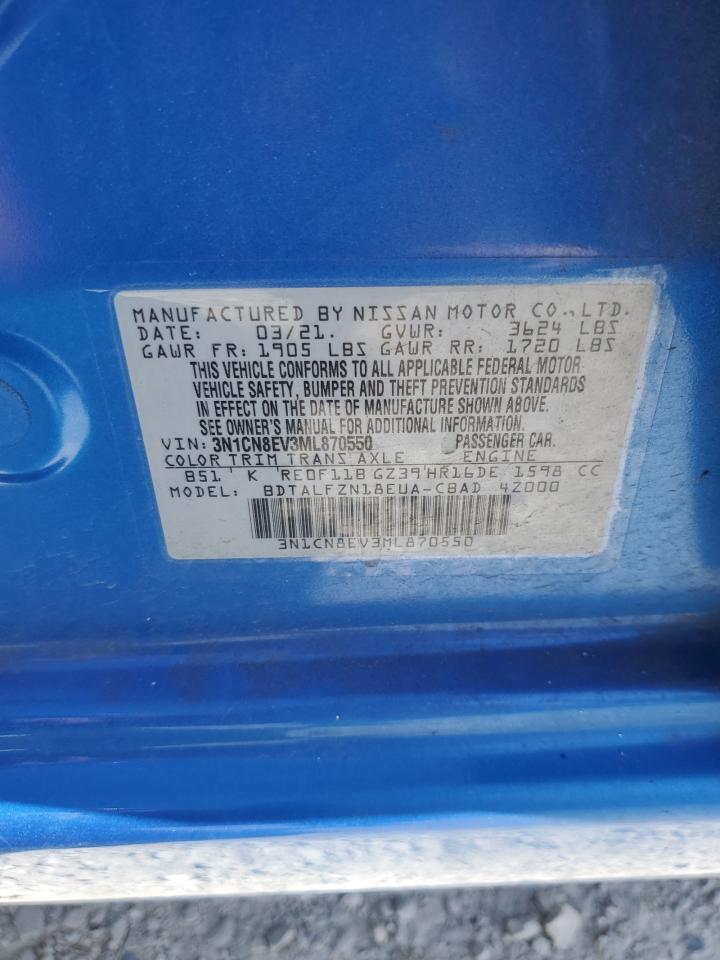 MANUFACTURED BY NISSAN MOTOR CO.,LTD.
DATE: 03/21. GVWR: 3624 LBS
GAWR FR: 1905 LBS GAWR RR: 1720 LBS
THIS VEHICLE CONFORMS TO ALL APPLICABLE FEDERAL MOTOR
VEHICLE SAFETY, BUMPER AND THEFT PREVENTION STANDARDS
IN EFFECT ON THE DATE OF MANUFACTURE SHOWN ABOVE.
SEE OWNER'S MANUAL FOR ADDITIONAL INFORMATION.
VIN: 3N1CN8EV3ML870550 PASSENGER CAR.
COLOR TRIM TRANS AXLE ENGINE
B51 K RE0F11B GZ39 HR16DE 1598 CC
MODEL: BDTALFZN18EUA-CBAD 4Z000
3N1CN8EV3ML870550